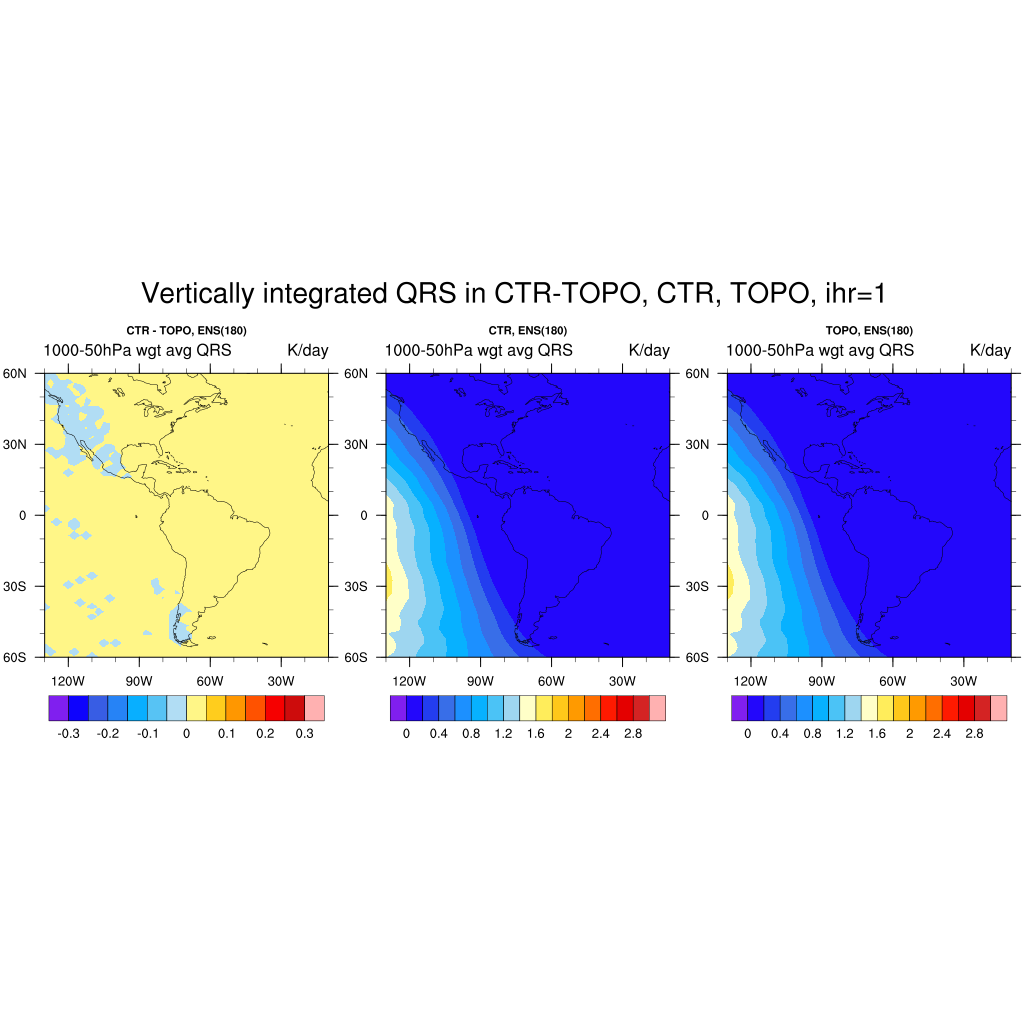 Vertically integrated QRS in CTR-TOPO, CTR, TOPO, ihr=1
CTR - TOPO, ENS(180)
1000-50hPa wgt avg QRS K/day
60N
30N
0
30S
60S
120W 90W 60W 30W
-0.3 -0.2 -0.1 0 0.1 0.2 0.3
CTR, ENS(180)
1000-50hPa wgt avg QRS K/day
60N
30N
0
30S
60S
120W 90W 60W 30W
0 0.4 0.8 1.2 1.6 2 2.4 2.8
TOPO, ENS(180)
1000-50hPa wgt avg QRS K/day
60N
30N
0
30S
60S
120W 90W 60W 30W
0 0.4 0.8 1.2 1.6 2 2.4 2.8